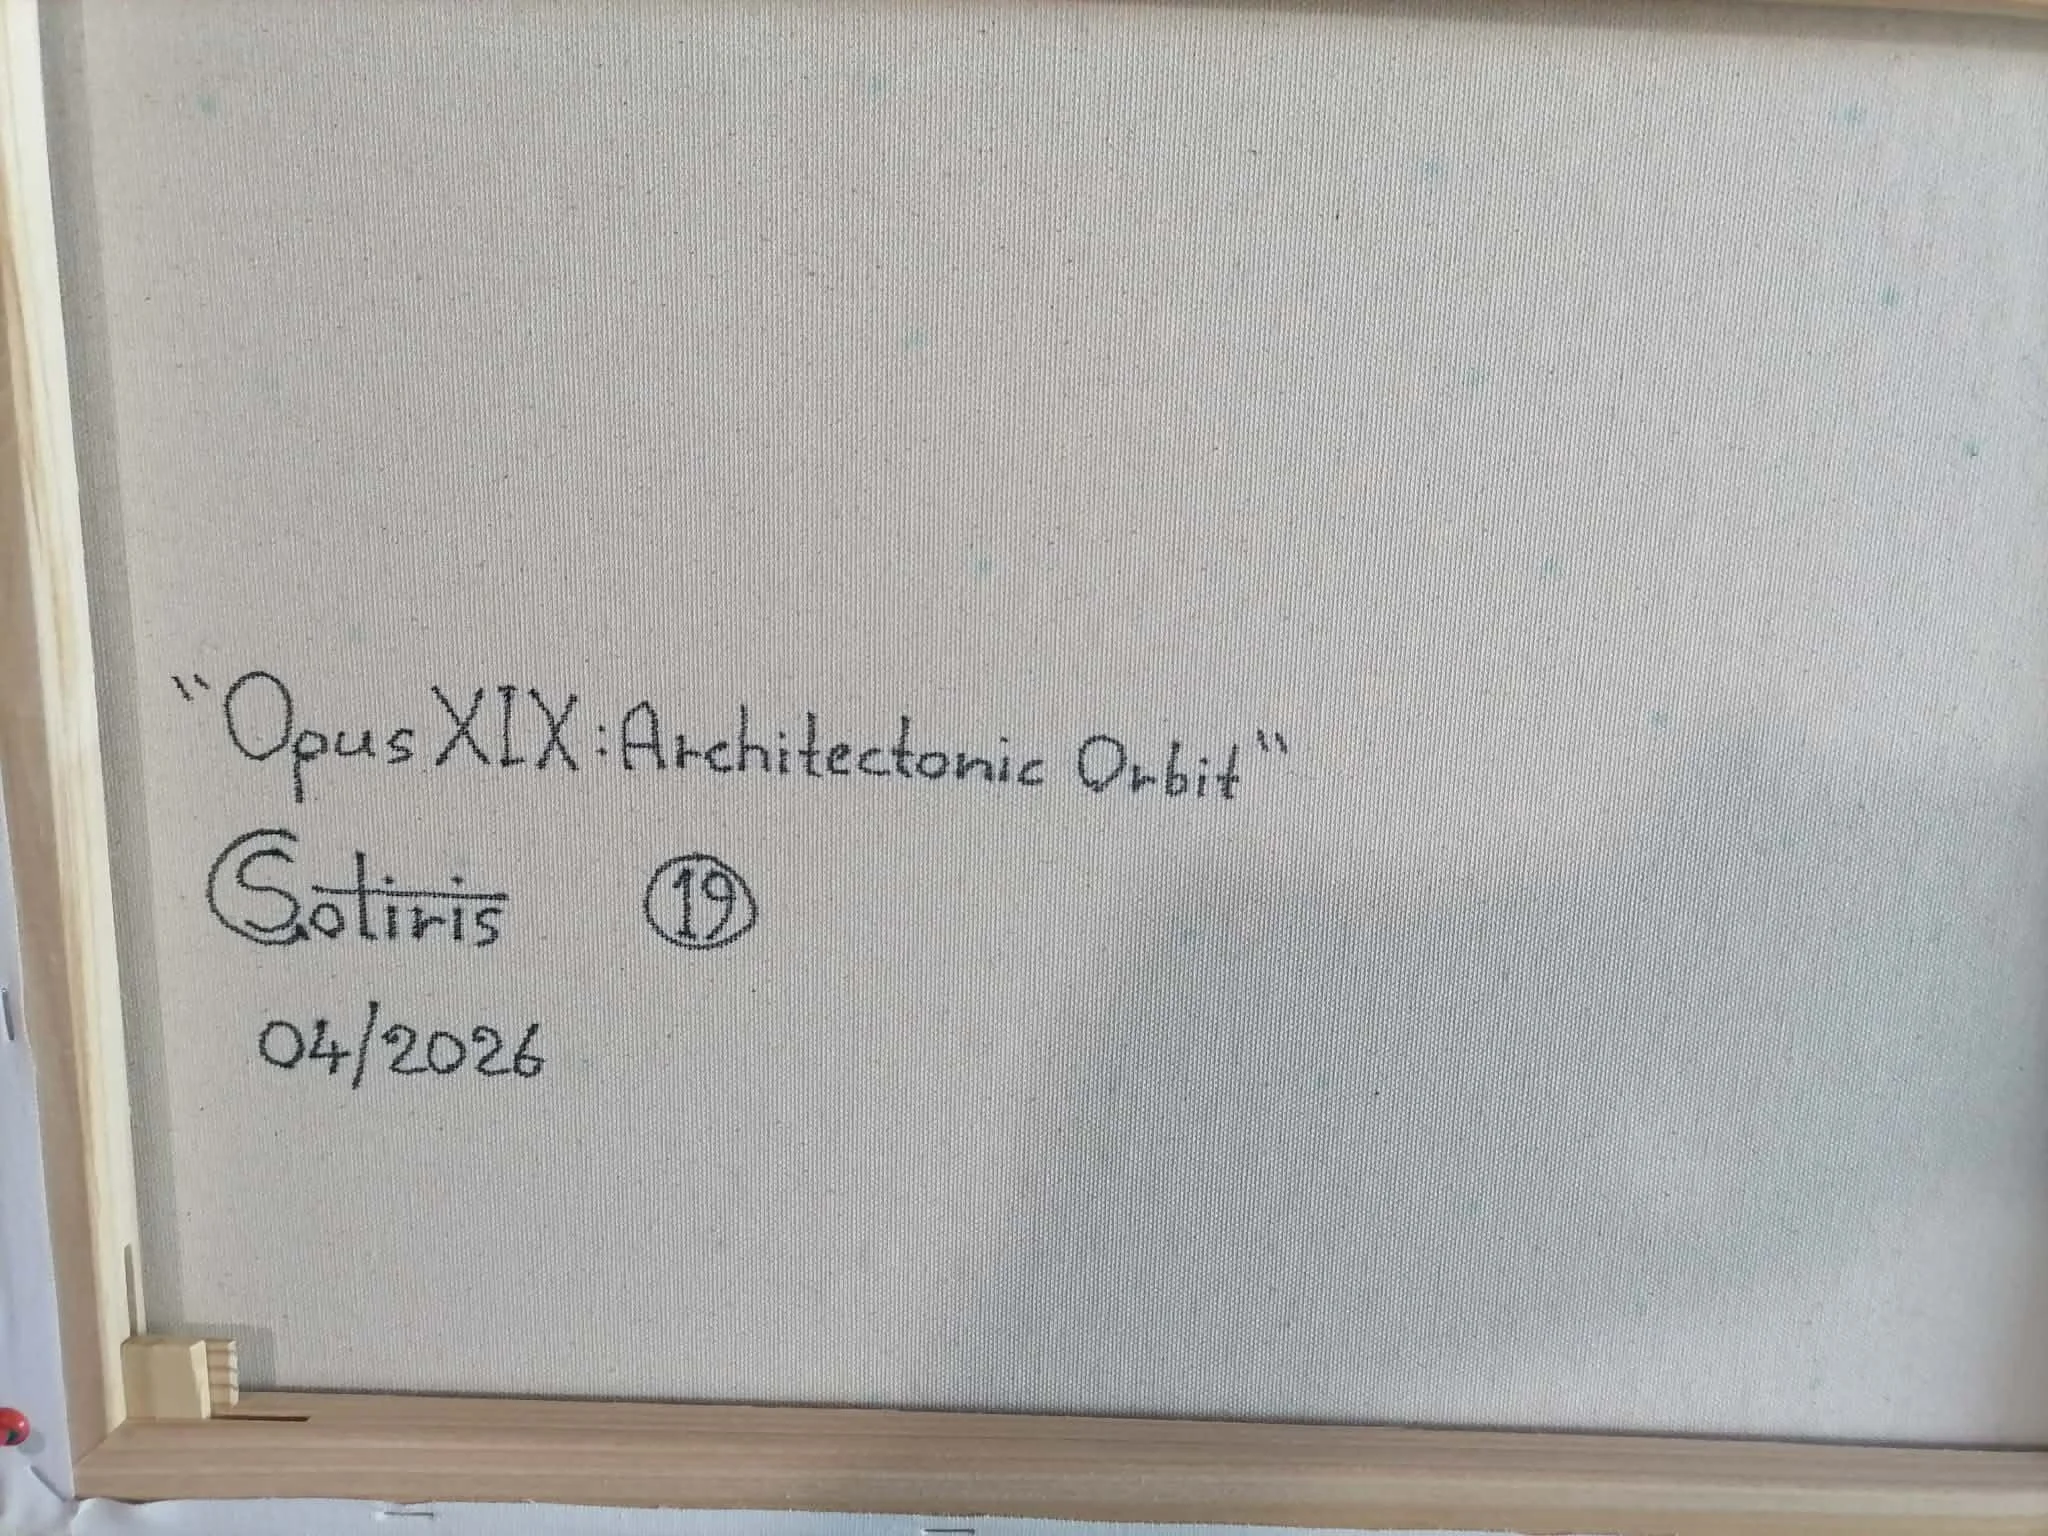 "Opus XIX: Architectonic Orbit"
Sotiris 19
04/2026